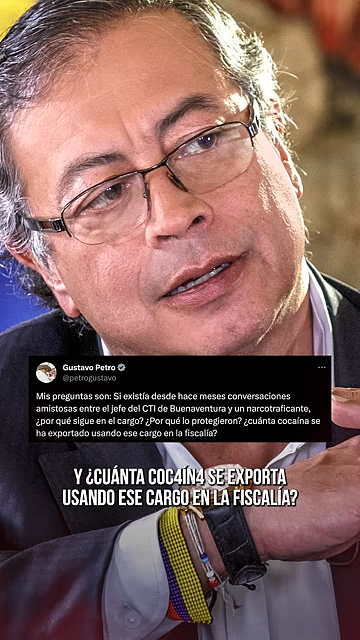 Gustavo Petro
@petrogustavo
Mis preguntas son: Si existía desde hace meses conversaciones
amistosas entre el jefe del CTI de Buenaventura y un narcotraficante,
¿por qué sigue en el cargo? ¿Por qué lo protegieron? ¿cuánta cocaína se
ha exportado usando ese cargo en la fiscalía?
Y ¿CUÁNTA COC4ÍN4 SE EXPORTA
USANDO ESE CARGO EN LA FISCALÍA?